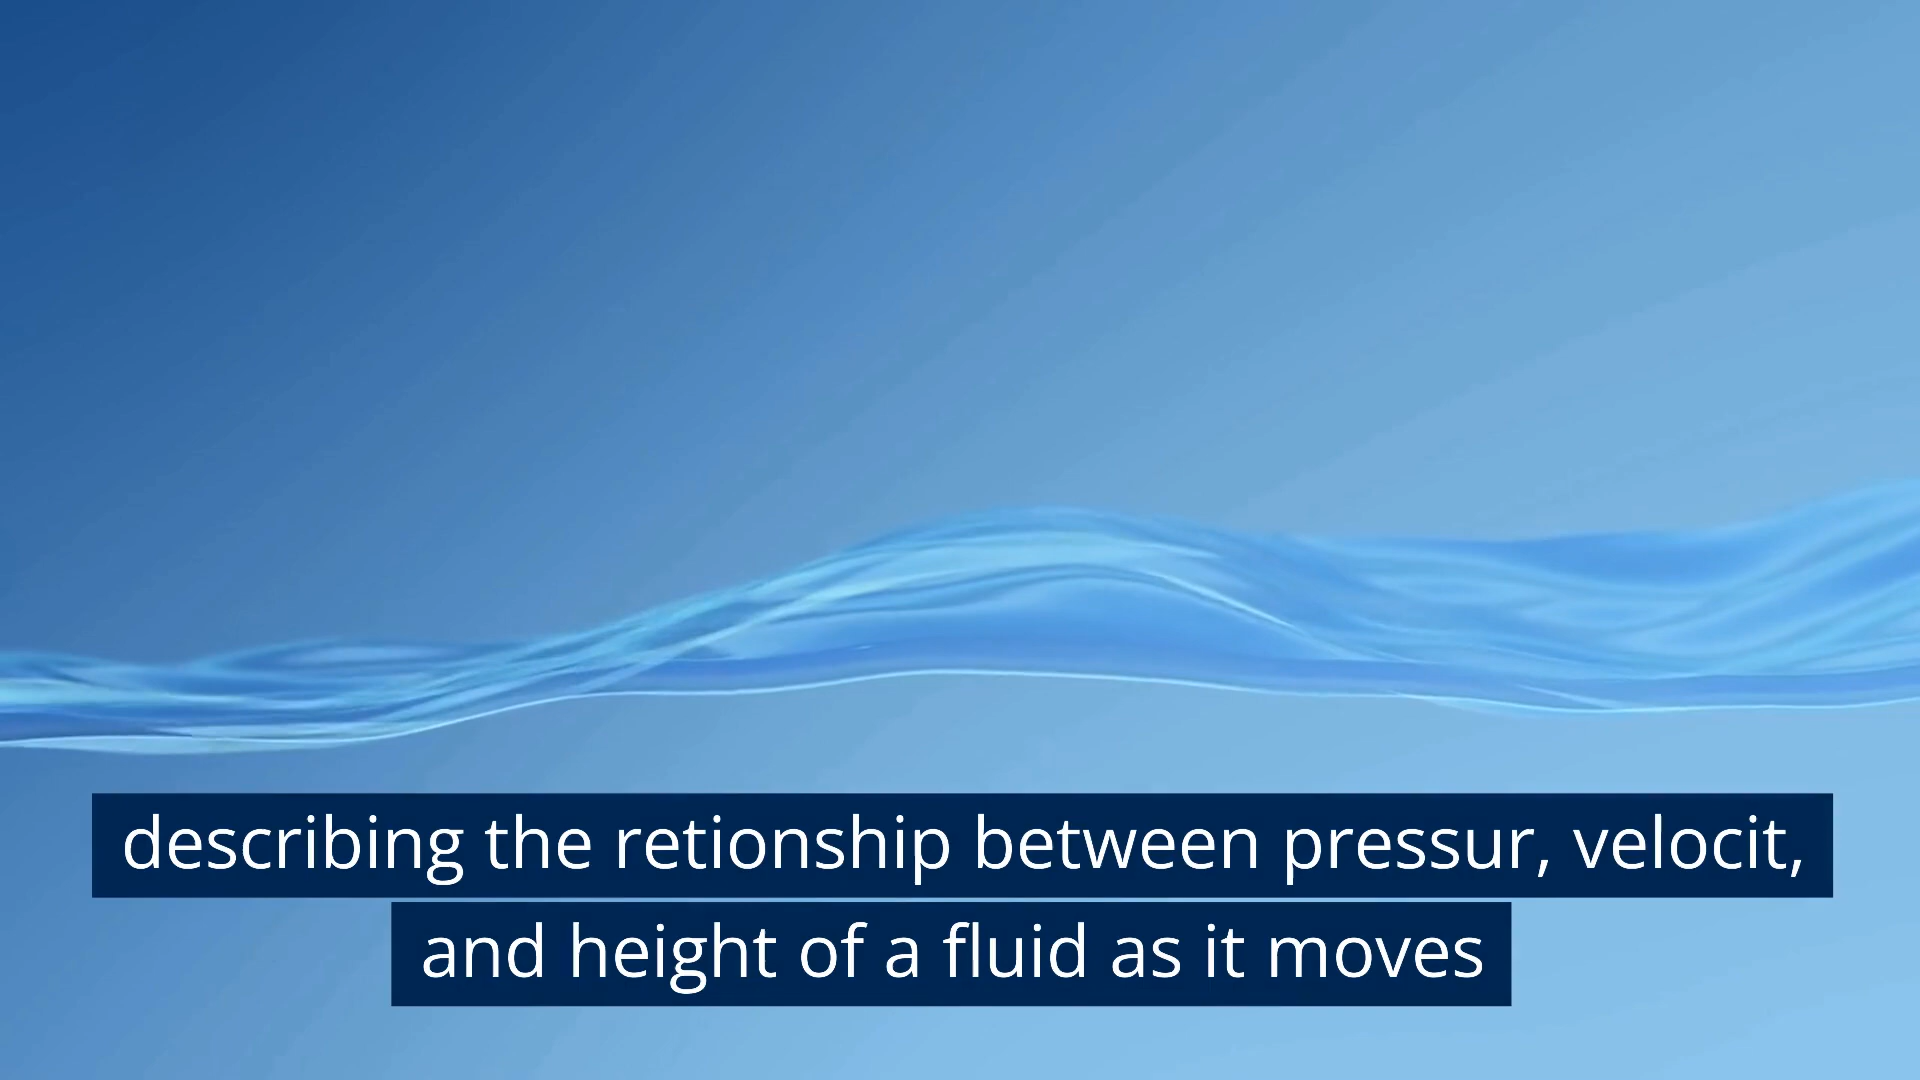 describing the retionship between pressur, velocit,
and height of a fluid as it moves